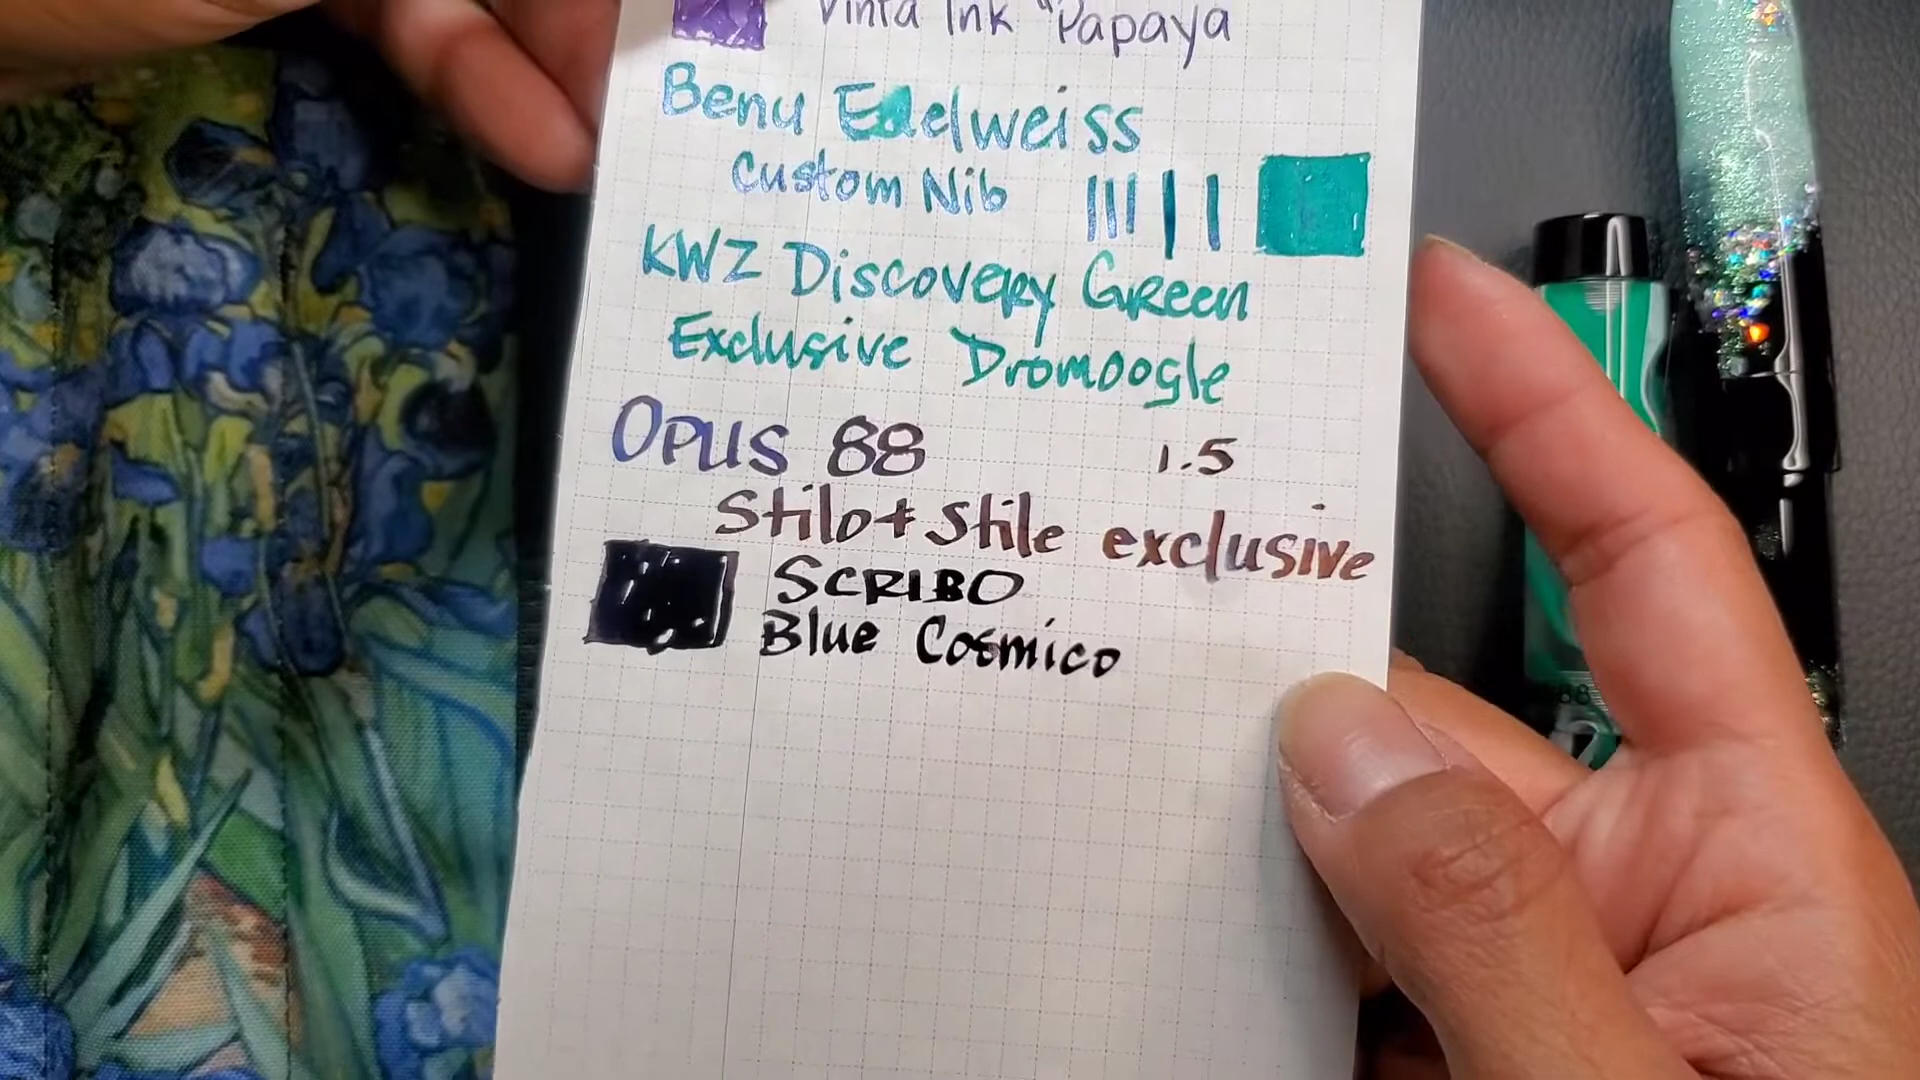 Vinta Ink "Papaya
Benu Edelweiss
Custom Nib
KWZ Discovery Green
Exclusive Dromoogle
Opus 88 1.5
Stilo + Stile exclusive
SCRIBO
Blue Cosmico
88